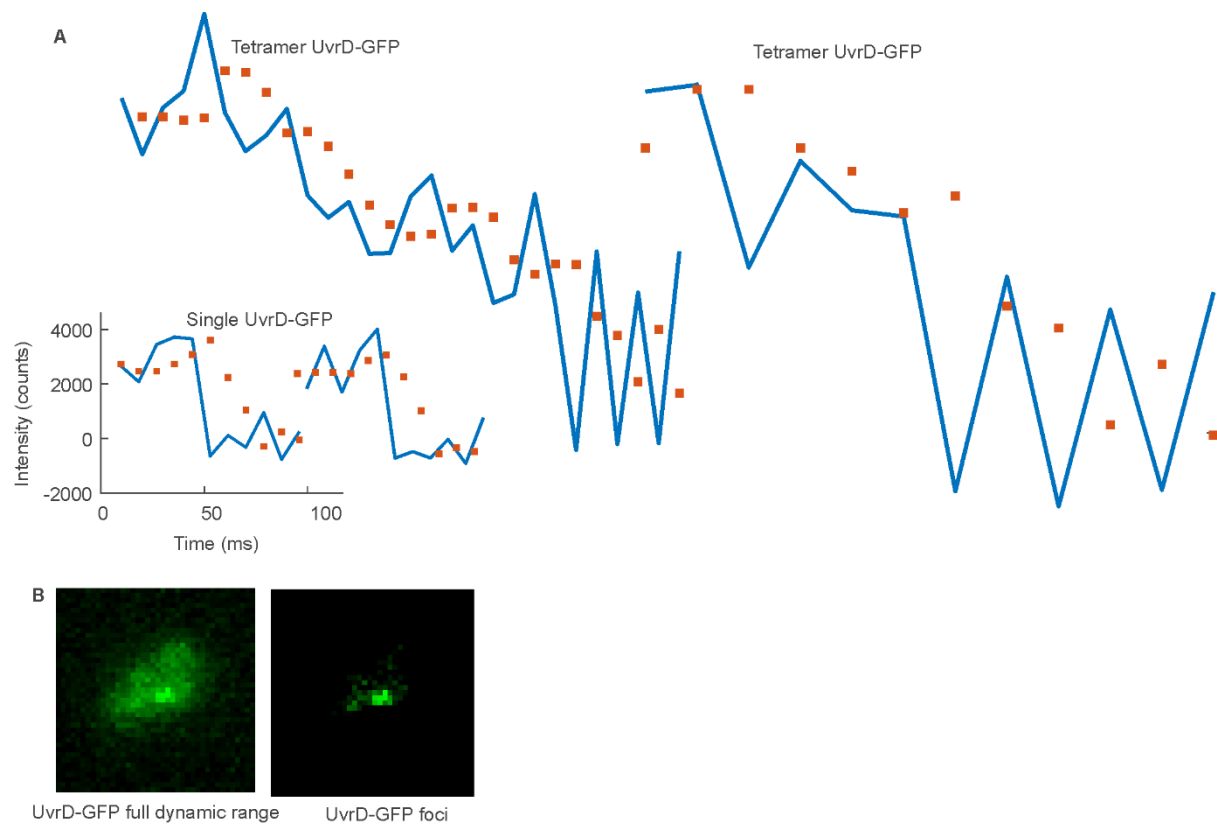 A
Tetramer UvrD-GFP
Tetramer UvrD-GFP
Single UvrD-GFP
Intensity (counts)
4000
2000
0
-2000
0
50
100
Time (ms)
B
UvrD-GFP full dynamic range
UvrD-GFP foci